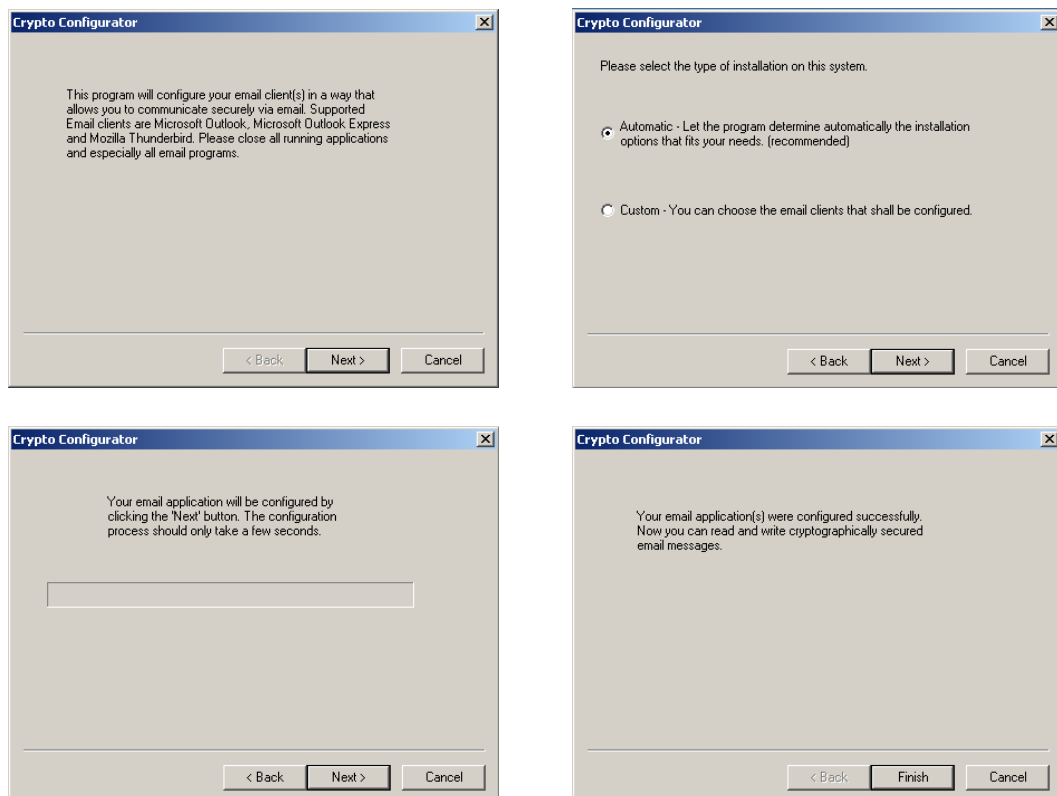 Crypto Configurator
This program will configure your email client(s) in a way that
allows you to communicate securely via email. Supported
Email clients are Microsoft Outlook, Microsoft Outlook Express
and Mozilla Thunderbird. Please close all running applications
and especially all email programs.
< Back
Next >
Cancel
Crypto Configurator
Please select the type of installation on this system.
Automatic - Let the program determine automatically the installation
options that fits your needs. (recommended)
Custom - You can choose the email clients that shall be configured.
< Back
Next >
Cancel
Crypto Configurator
Your email application will be configured by
clicking the 'Next' button. The configuration
process should only take a few seconds.
< Back
Next >
Cancel
Crypto Configurator
Your email application(s) were configured successfully.
Now you can read and write cryptographically secured
email messages.
< Back
Finish
Cancel